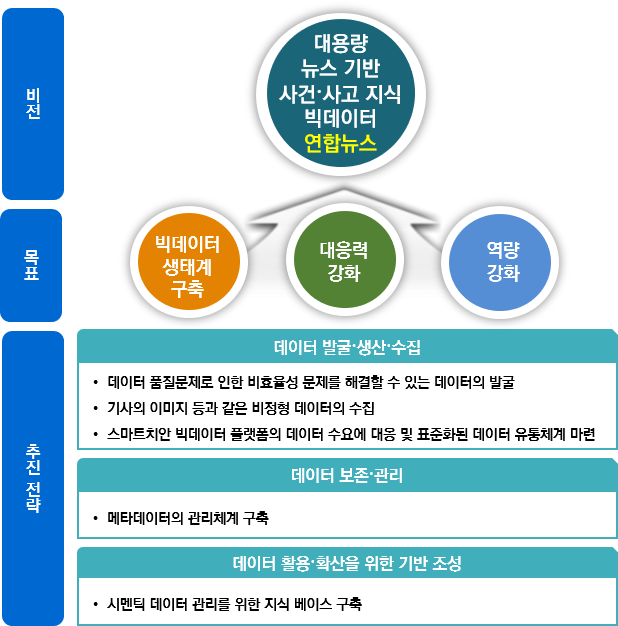 비전
대용량
뉴스 기반
사건·사고 지식
빅데이터
연합뉴스
목표
빅데이터
생태계
구축
대응력
강화
역량
강화
추진 전략
데이터 발굴·생산·수집
• 데이터 품질문제로 인한 비효율성 문제를 해결할 수 있는 데이터의 발굴
• 기사의 이미지 등과 같은 비정형 데이터의 수집
• 스마트치안 빅데이터 플랫폼의 데이터 수요에 대응 및 표준화된 데이터 유통체계 마련
데이터 보존·관리
• 메타데이터의 관리체계 구축
데이터 활용·확산을 위한 기반 조성
• 시멘틱 데이터 관리를 위한 지식 베이스 구축